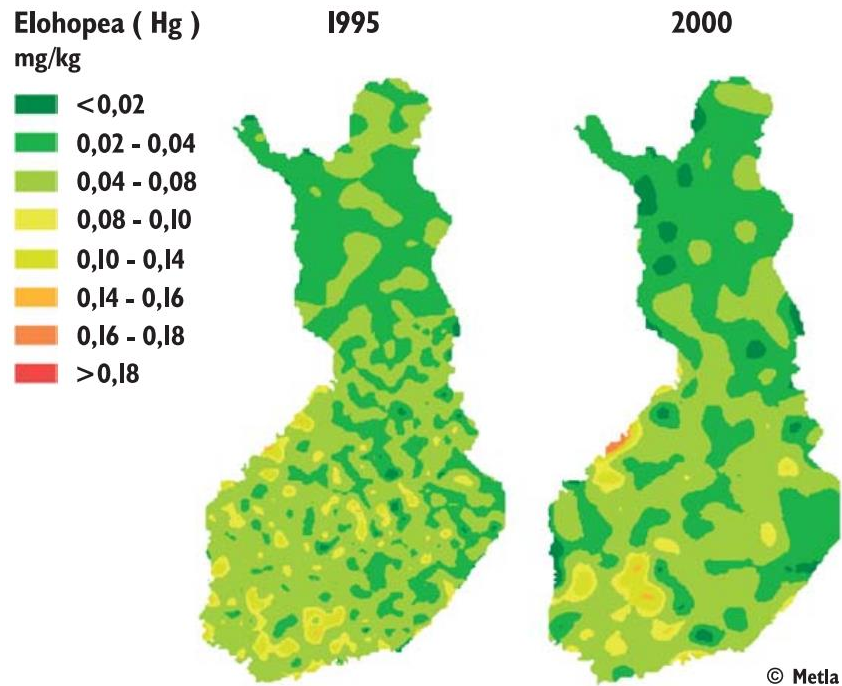 Elohopea ( Hg )
mg/kg
<0,02
0,02 - 0,04
0,04 - 0,08
0,08 - 0,10
0,10 - 0,14
0,14 - 0,16
0,16 - 0,18
>0,18
1995
2000
© Metla